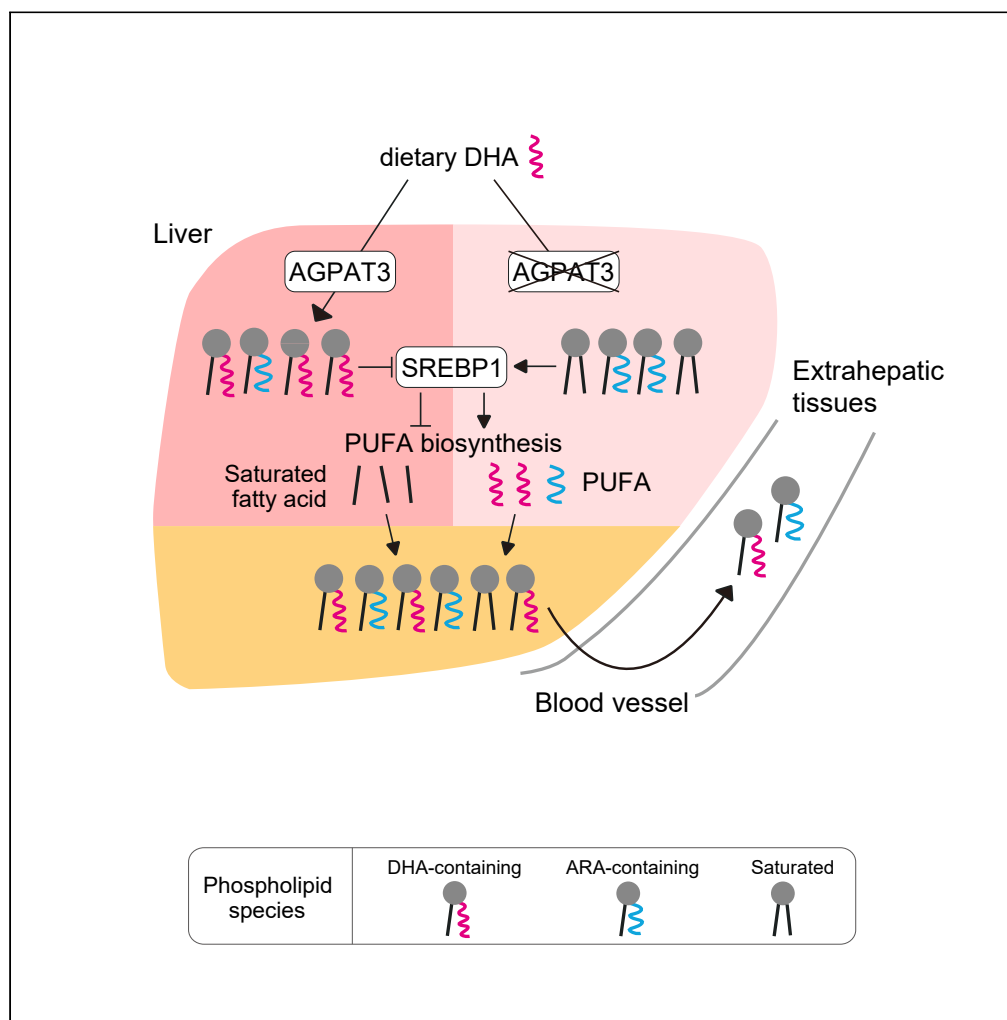 dietary DHA
Liver
AGPAT3
AGPAT3
SREBP1
Extrahepatic
tissues
PUFA biosynthesis
Saturated
fatty acid
PUFA
Blood vessel
Phospholipid
species
DHA-containing
ARA-containing
Saturated